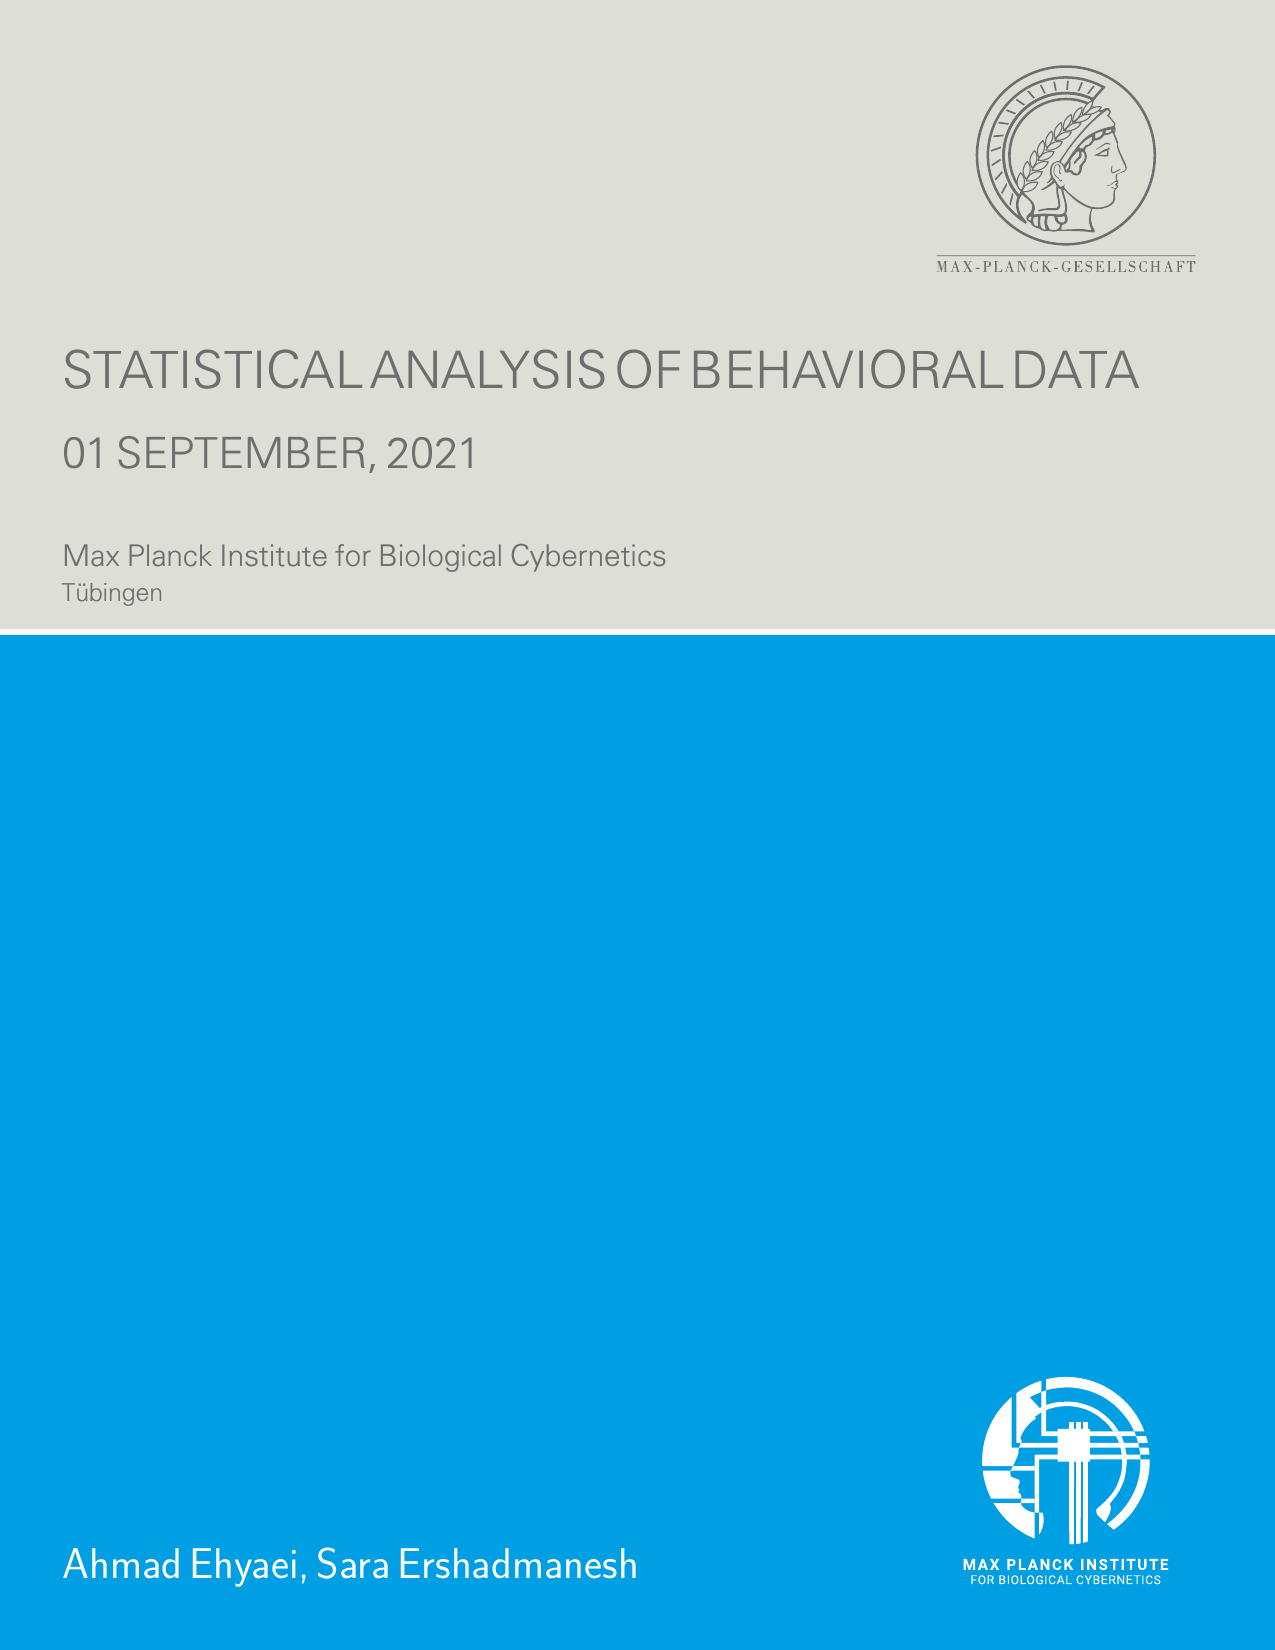 MAX-PLANCK-GESELLSCHAFT
STATISTICAL ANALYSIS OF BEHAVIORAL DATA
01 SEPTEMBER, 2021
Max Planck Institute for Biological Cybernetics
Tübingen
Ahmad Ehyaei, Sara Ershadmanesh
MAX PLANCK INSTITUTE
FOR BIOLOGICAL CYBERNETICS